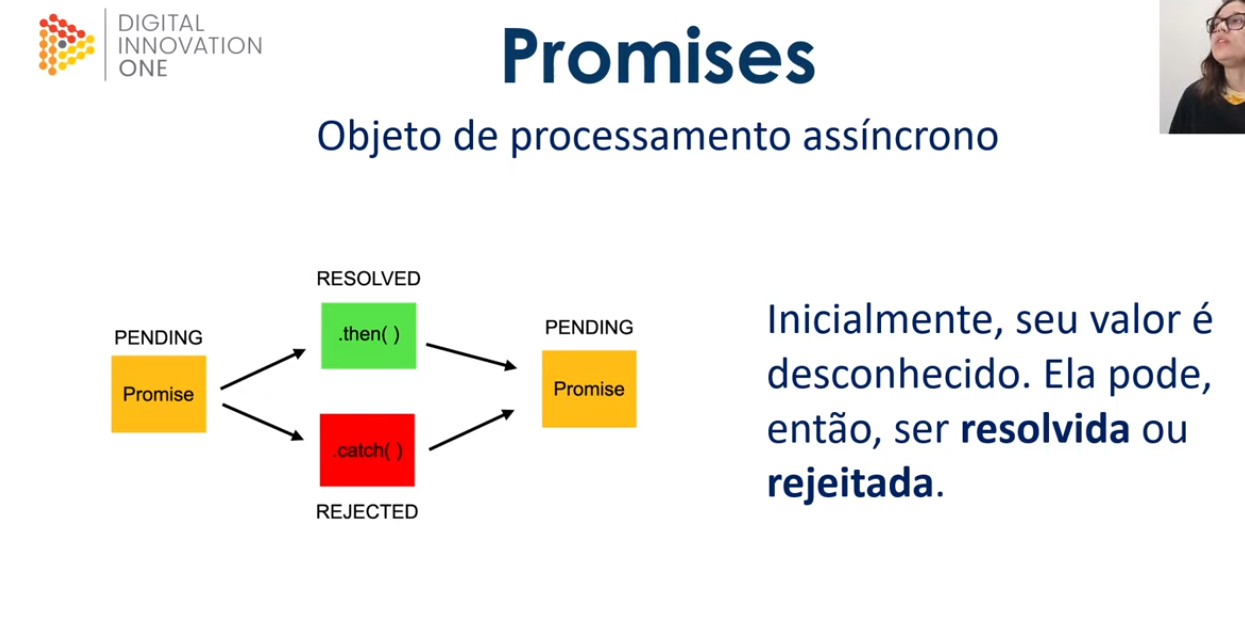 DIGITAL
INNOVATION
ONE
Promises
Objeto de processamento assíncrono
PENDING
Promise
RESOLVED
.then( )
.catch( )
REJECTED
PENDING
Promise
Inicialmente, seu valor é
desconhecido. Ela pode,
então, ser resolvida ou
rejeitada.